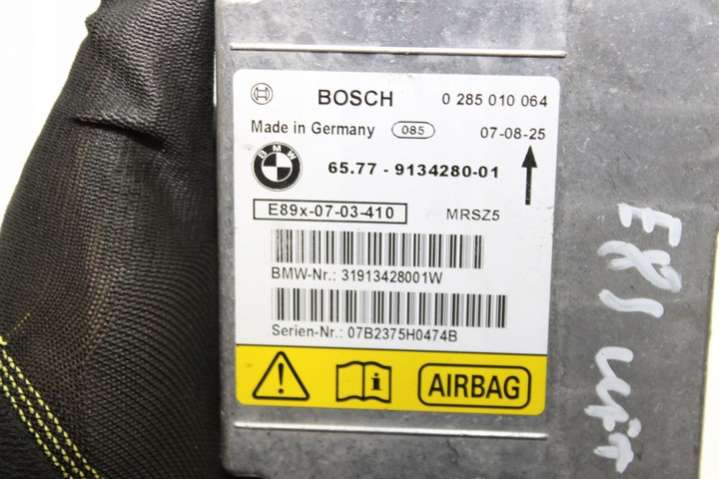 BOSCH 0 285 010 064
Made in Germany 085 07-08-25
BMW 65.77 - 9134280-01
E89x-07-03-410 MRSZ5
BMW-Nr.: 31913428001W
Serien-Nr.: 07B2375H0474B
i AIRBAG
E81